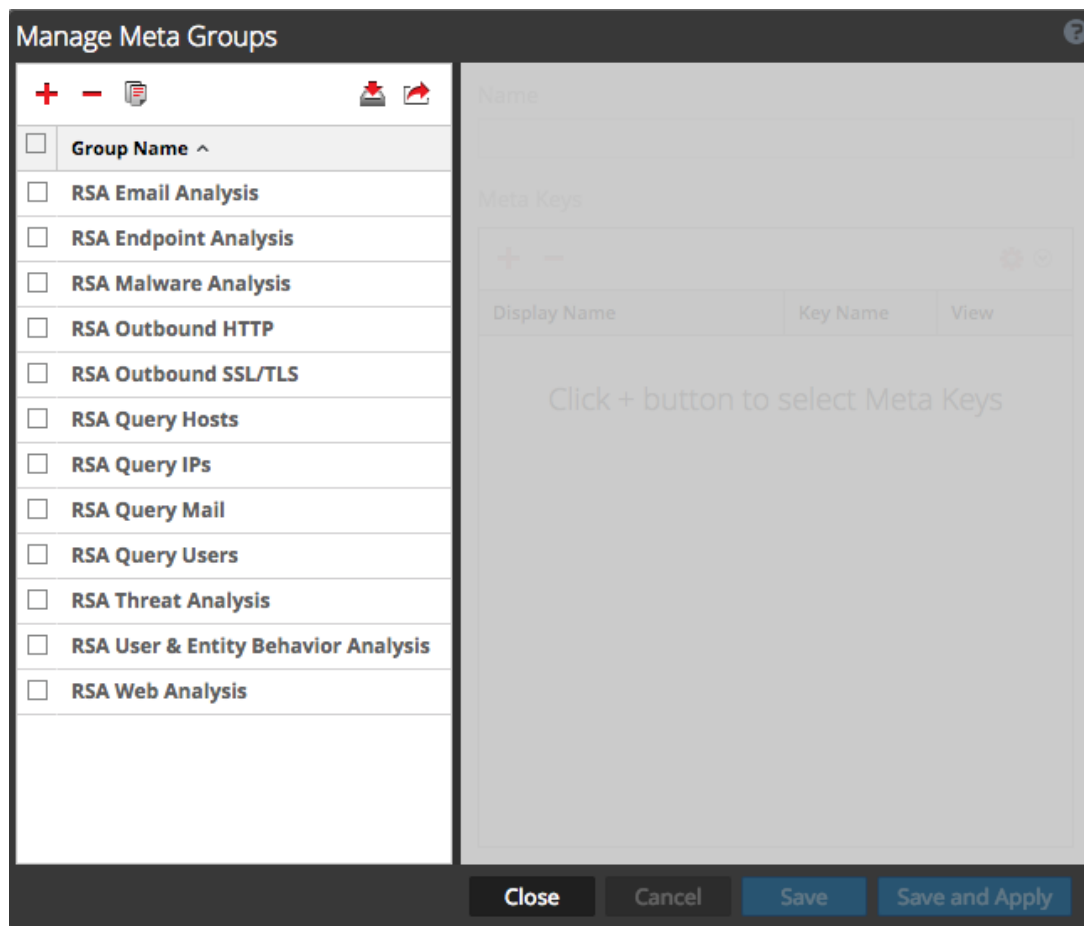 Manage Meta Groups
Name
Group Name
RSA Email Analysis
RSA Endpoint Analysis
RSA Malware Analysis
RSA Outbound HTTP
RSA Outbound SSL/TLS
RSA Query Hosts
RSA Query IPs
RSA Query Mail
RSA Query Users
RSA Threat Analysis
RSA User & Entity Behavior Analysis
RSA Web Analysis
Meta Keys
Display Name Key Name View
Click + button to select Meta Keys
Close Cancel Save Save and Apply